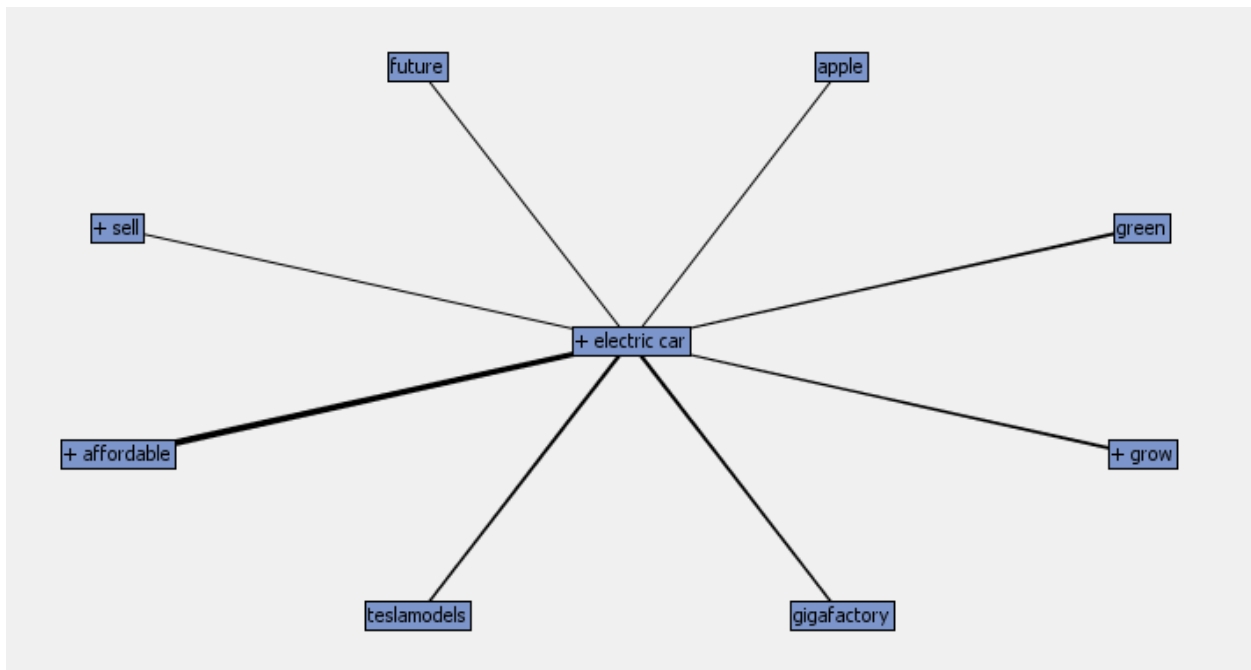 future
apple
+ sell
green
+ electric car
+ affordable
+ grow
teslamodels
gigafactory